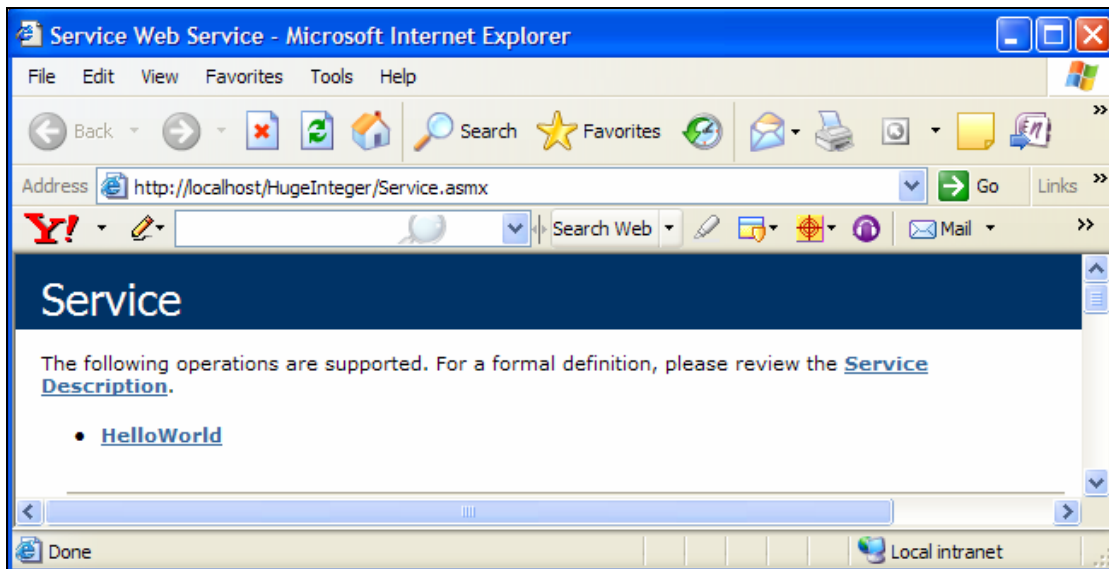 Service Web Service - Microsoft Internet Explorer
File Edit View Favorites Tools Help
Back Search Favorites »
Address http://localhost/HugeInteger/Service.asmx Go Links »
Y! Search Web Mail »
Service
The following operations are supported. For a formal definition, please review the Service
Description.
• HelloWorld
Done Local intranet